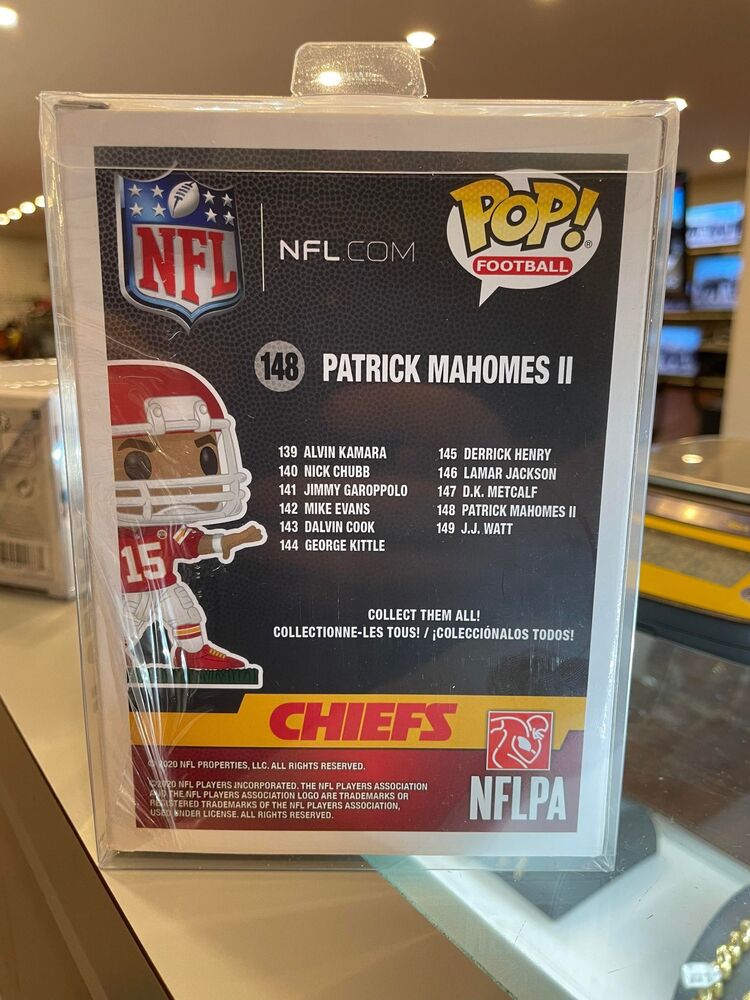 NFL
NFL.COM
POP!®
FOOTBALL
148 PATRICK MAHOMES II
139 ALVIN KAMARA
140 NICK CHUBB
141 JIMMY GAROPPOLO
142 MIKE EVANS
143 DALVIN COOK
144 GEORGE KITTLE
145 DERRICK HENRY
146 LAMAR JACKSON
147 D.K. METCALF
148 PATRICK MAHOMES II
149 J.J. WATT
15
COLLECT THEM ALL!
COLLECTIONNE-LES TOUS! / ¡COLECCIÓNALOS TODOS!
CHIEFS
© 2020 NFL PROPERTIES, LLC. ALL RIGHTS RESERVED.
©2020 NFL PLAYERS INCORPORATED. THE NFL PLAYERS ASSOCIATION
AND THE NFL PLAYERS ASSOCIATION LOGO ARE TRADEMARKS OR
REGISTERED TRADEMARKS OF THE NFL PLAYERS ASSOCIATION,
USED UNDER LICENSE. ALL RIGHTS RESERVED.
NFLPA